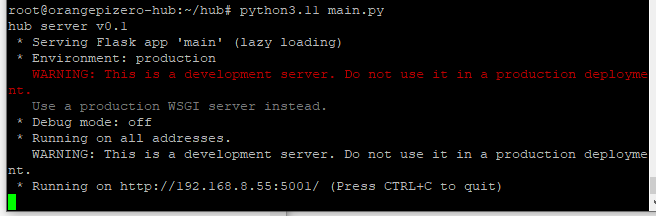 root@orangepizero-hub:~/hub# python3.11 main.py
hub server v0.1
 * Serving Flask app 'main' (lazy loading)
 * Environment: production
   WARNING: This is a development server. Do not use it in a production deployme
nt.
   Use a production WSGI server instead.
 * Debug mode: off
 * Running on all addresses.
   WARNING: This is a development server. Do not use it in a production deployme
nt.
 * Running on http://192.168.8.55:5001/ (Press CTRL+C to quit)